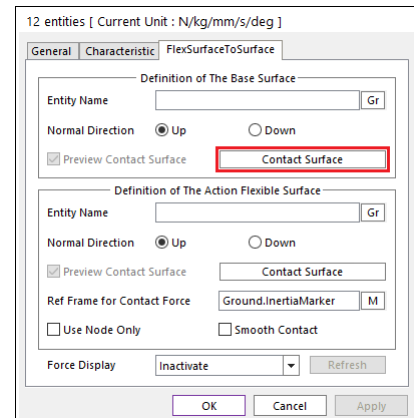 12 entities [ Current Unit : N/kg/mm/s/deg ]
General Characteristic FlexSurfaceToSurface
Definition of The Base Surface
Entity Name Gr
Normal Direction Up Down
Preview Contact Surface Contact Surface
Definition of The Action Flexible Surface
Entity Name Gr
Normal Direction Up Down
Preview Contact Surface Contact Surface
Ref Frame for Contact Force Ground.InertiaMarker M
Use Node Only Smooth Contact
Force Display Inactivate Refresh
OK Cancel Apply